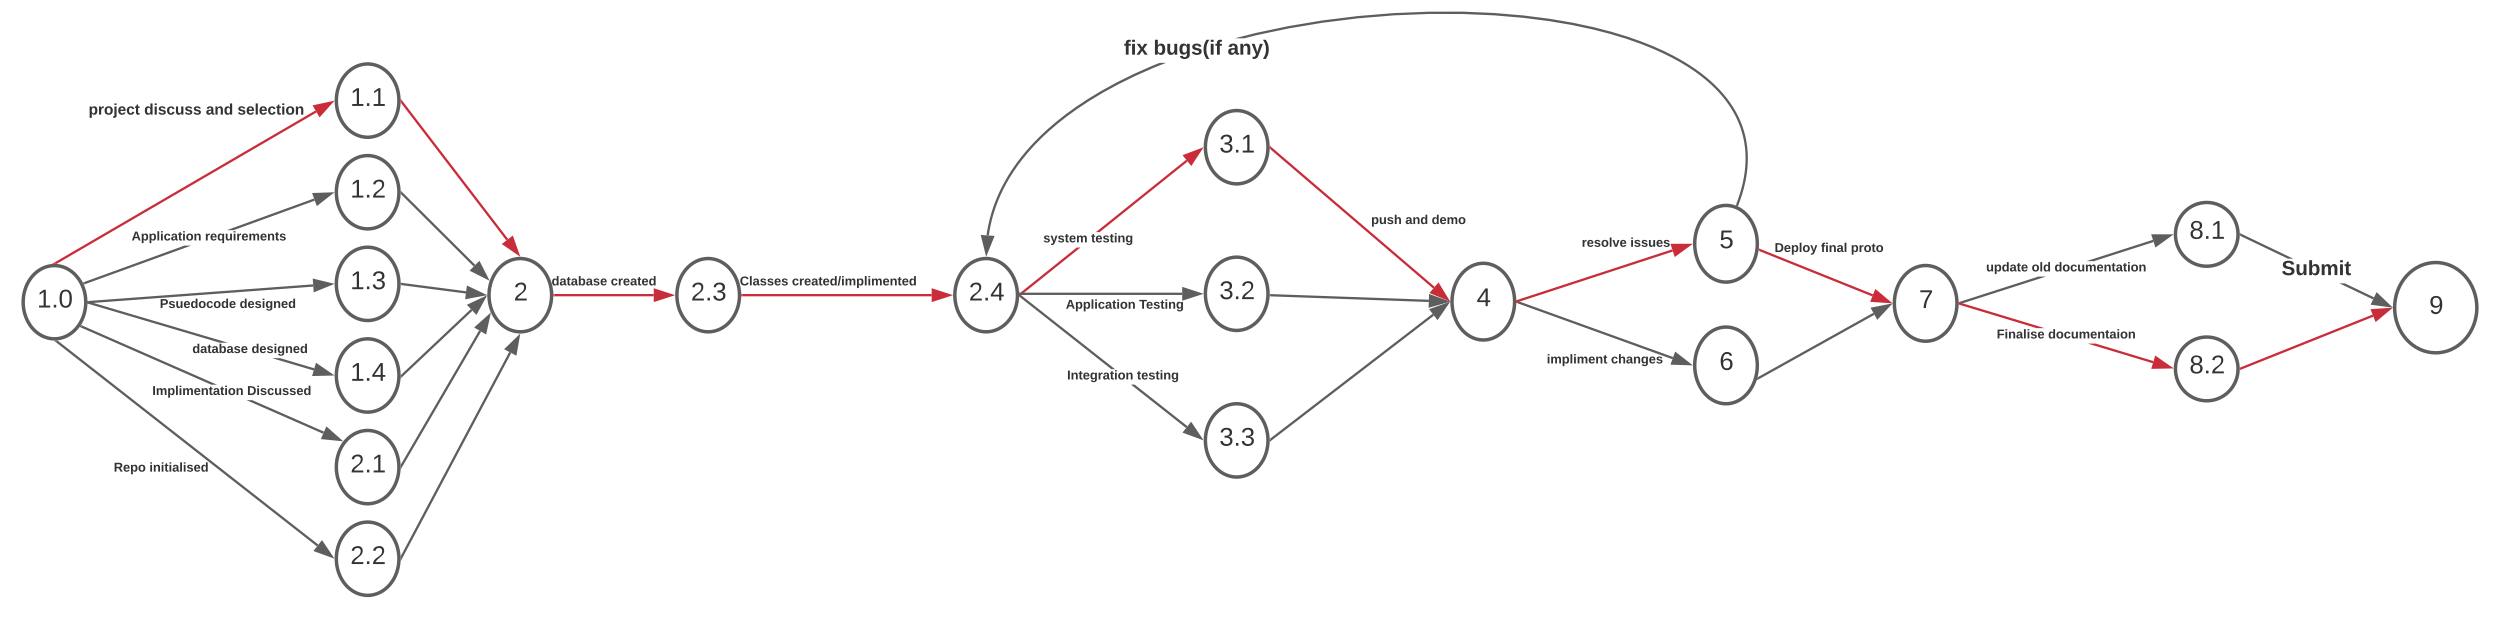 fix bugs(if any)
project discuss and selection
1.1
3.1
1.2
Application requirements
system testing
push and demo
resolve issues
5
Deploy final proto
8.1
update old documentation
Submit
1.0
Psuedocode designed
1.3
2
database created
2.3
Classes created/implimented
2.4
3.2
Application Testing
4
7
9
database designed
1.4
Integration testing
impliment changes
6
Finalise documentaion
8.2
Implimentation Discussed
3.3
2.1
Repo initialised
2.2